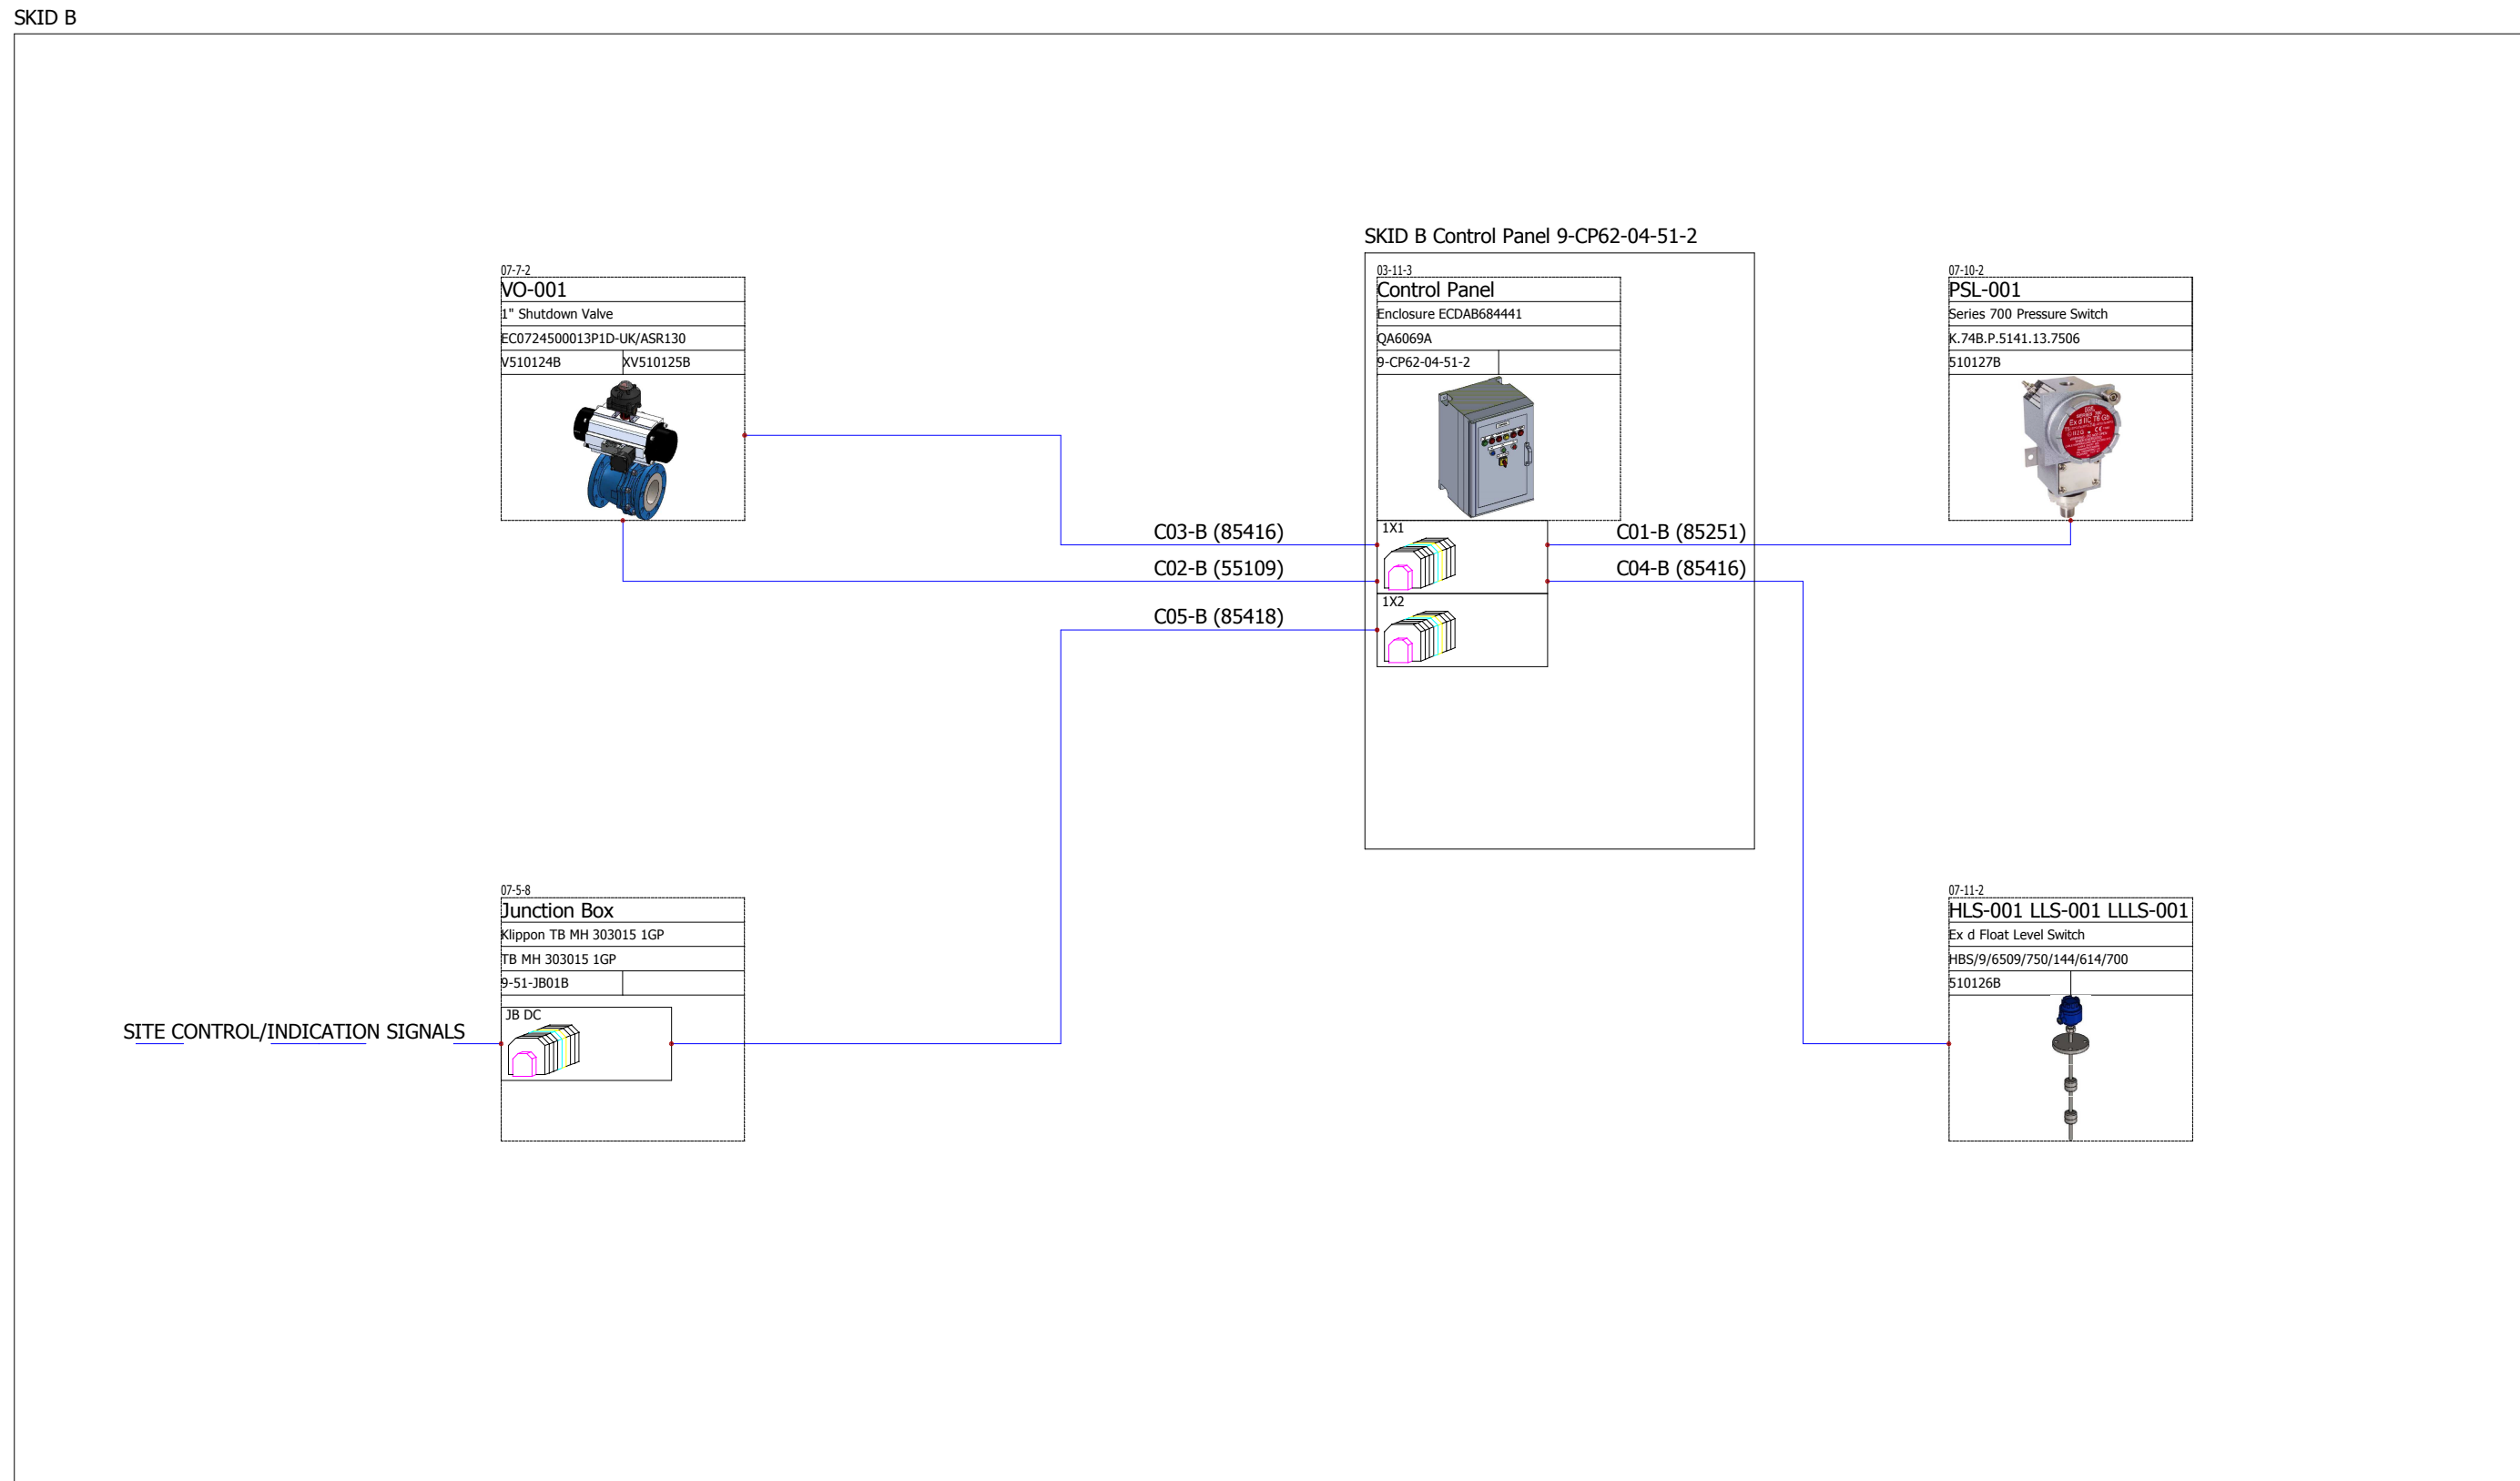 SKID B
SKID B Control Panel 9-CP62-04-51-2
07-7-2
VO-001
1" Shutdown Valve
EC0724500013P1D-UK/ASR130
V510124B XV510125B
03-11-3
Control Panel
Enclosure ECDAB684441
QA6069A
9-CP62-04-51-2
07-10-2
PSL-001
Series 700 Pressure Switch
K.74B.P.5141.13.7506
510127B
C03-B (85416)
1X1
C01-B (85251)
C02-B (55109)
C04-B (85416)
1X2
C05-B (85418)
07-5-8
Junction Box
Klippon TB MH 303015 1GP
TB MH 303015 1GP
9-51-JB01B
JB DC
SITE CONTROL/INDICATION SIGNALS
07-11-2
HLS-001 LLS-001 LLLS-001
Ex d Float Level Switch
HBS/9/6509/750/144/614/700
510126B